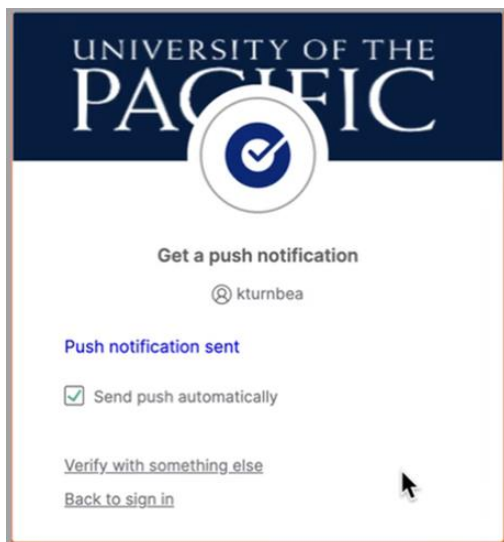 UNIVERSITY OF THE
PACIFIC
Get a push notification
kturnbea
Push notification sent
Send push automatically
Verify with something else
Back to sign in